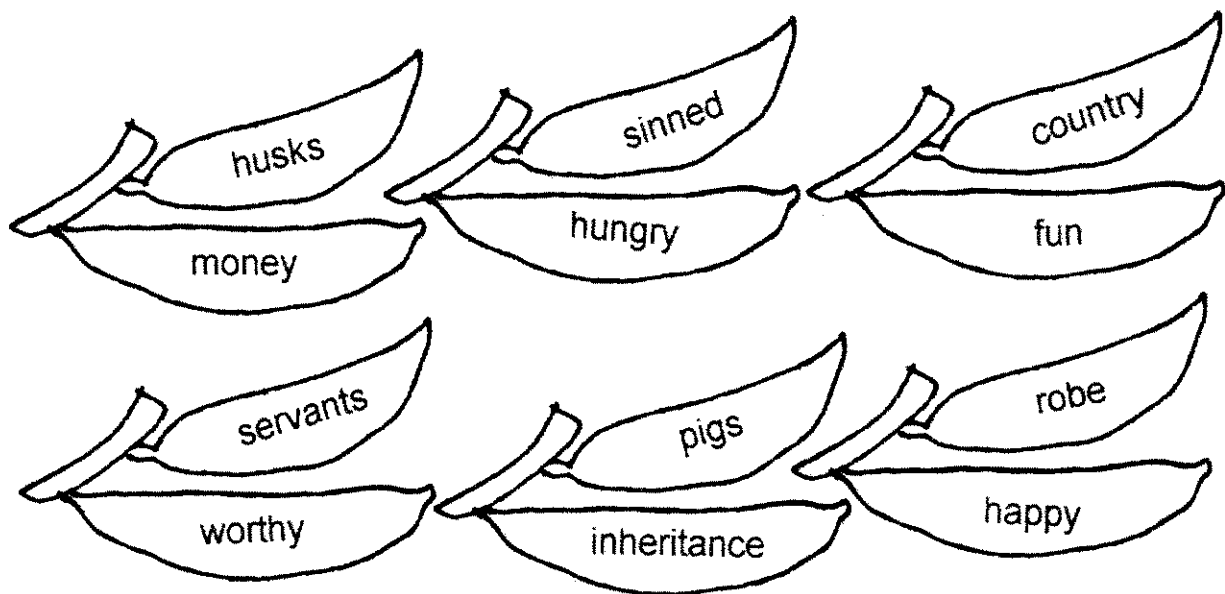 husks
money
sinned
hungry
country
fun
servants
worthy
pigs
inheritance
robe
happy